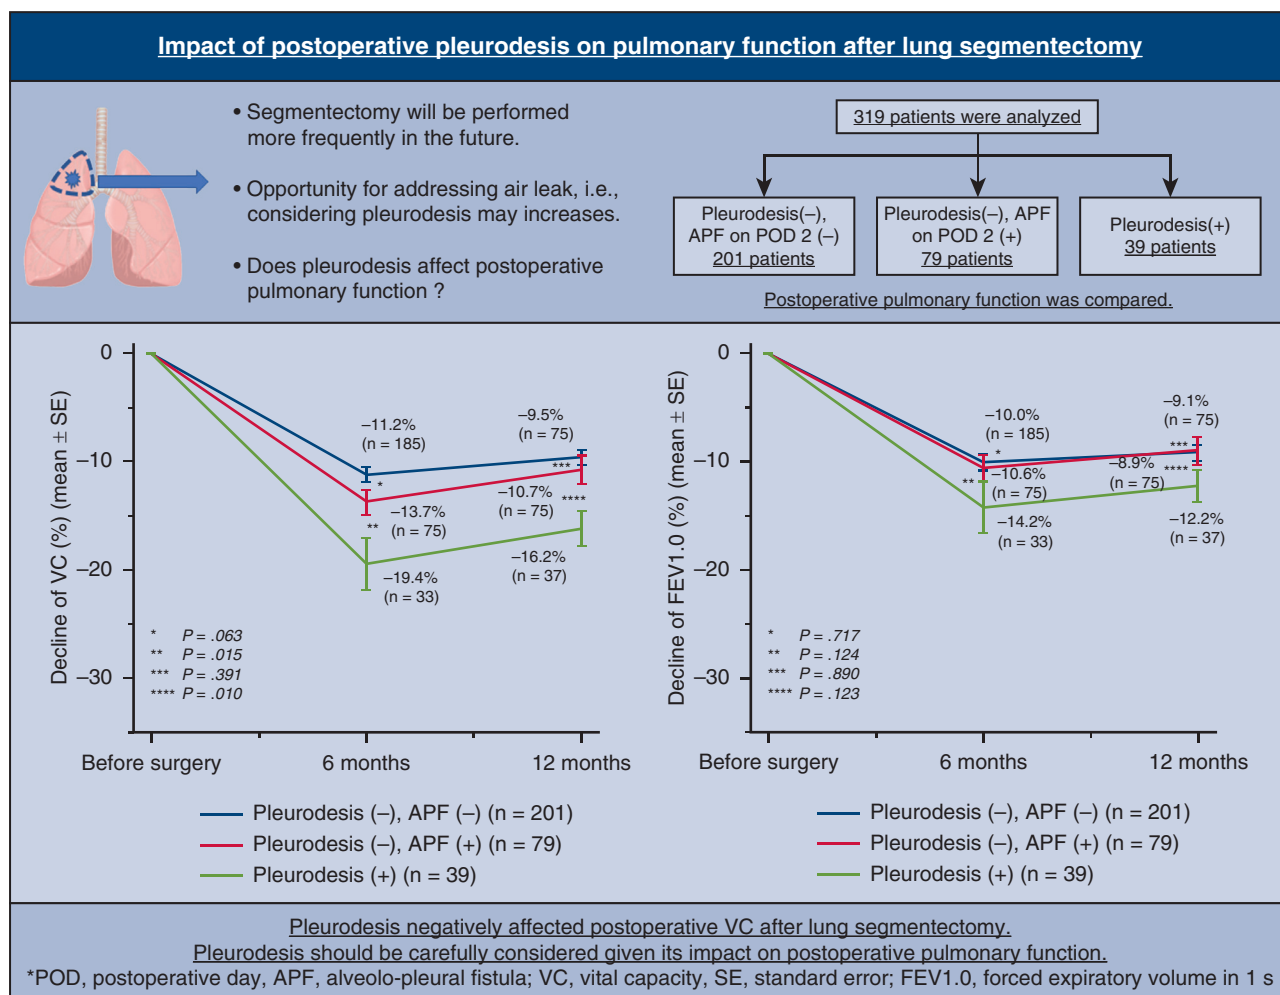 Impact of postoperative pleurodesis on pulmonary function after lung segmentectomy
• Segmentectomy will be performed
more frequently in the future.
• Opportunity for addressing air leak, i.e.,
considering pleurodesis may increases.
• Does pleurodesis affect postoperative
pulmonary function ?
319 patients were analyzed
Pleurodesis(–),
APF on POD 2 (–)
201 patients
Pleurodesis(–), APF
on POD 2 (+)
79 patients
Pleurodesis(+)
39 patients
Postoperative pulmonary function was compared.
Decline of VC (%) (mean ± SE)
0
–10
–20
–30
–11.2%
(n = 185)
–9.5%
(n = 75)
*
***
–13.7%
(n = 75)
–10.7%
(n = 75)
****
**
–19.4%
(n = 33)
–16.2%
(n = 37)
* P = .063
** P = .015
*** P = .391
**** P = .010
Before surgery
6 months
12 months
Pleurodesis (–), APF (–) (n = 201)
Pleurodesis (–), APF (+) (n = 79)
Pleurodesis (+) (n = 39)
Decline of FEV1.0 (%) (mean ± SE)
0
–10
–20
–30
–10.0%
(n = 185)
–9.1%
(n = 75)
*
***
**
–10.6%
(n = 75)
–8.9%
(n = 75)
****
–14.2%
(n = 33)
–12.2%
(n = 37)
* P = .717
** P = .124
*** P = .890
**** P = .123
Before surgery
6 months
12 months
Pleurodesis (–), APF (–) (n = 201)
Pleurodesis (–), APF (+) (n = 79)
Pleurodesis (+) (n = 39)
Pleurodesis negatively affected postoperative VC after lung segmentectomy.
Pleurodesis should be carefully considered given its impact on postoperative pulmonary function.
*POD, postoperative day, APF, alveolo-pleural fistula; VC, vital capacity, SE, standard error; FEV1.0, forced expiratory volume in 1 s